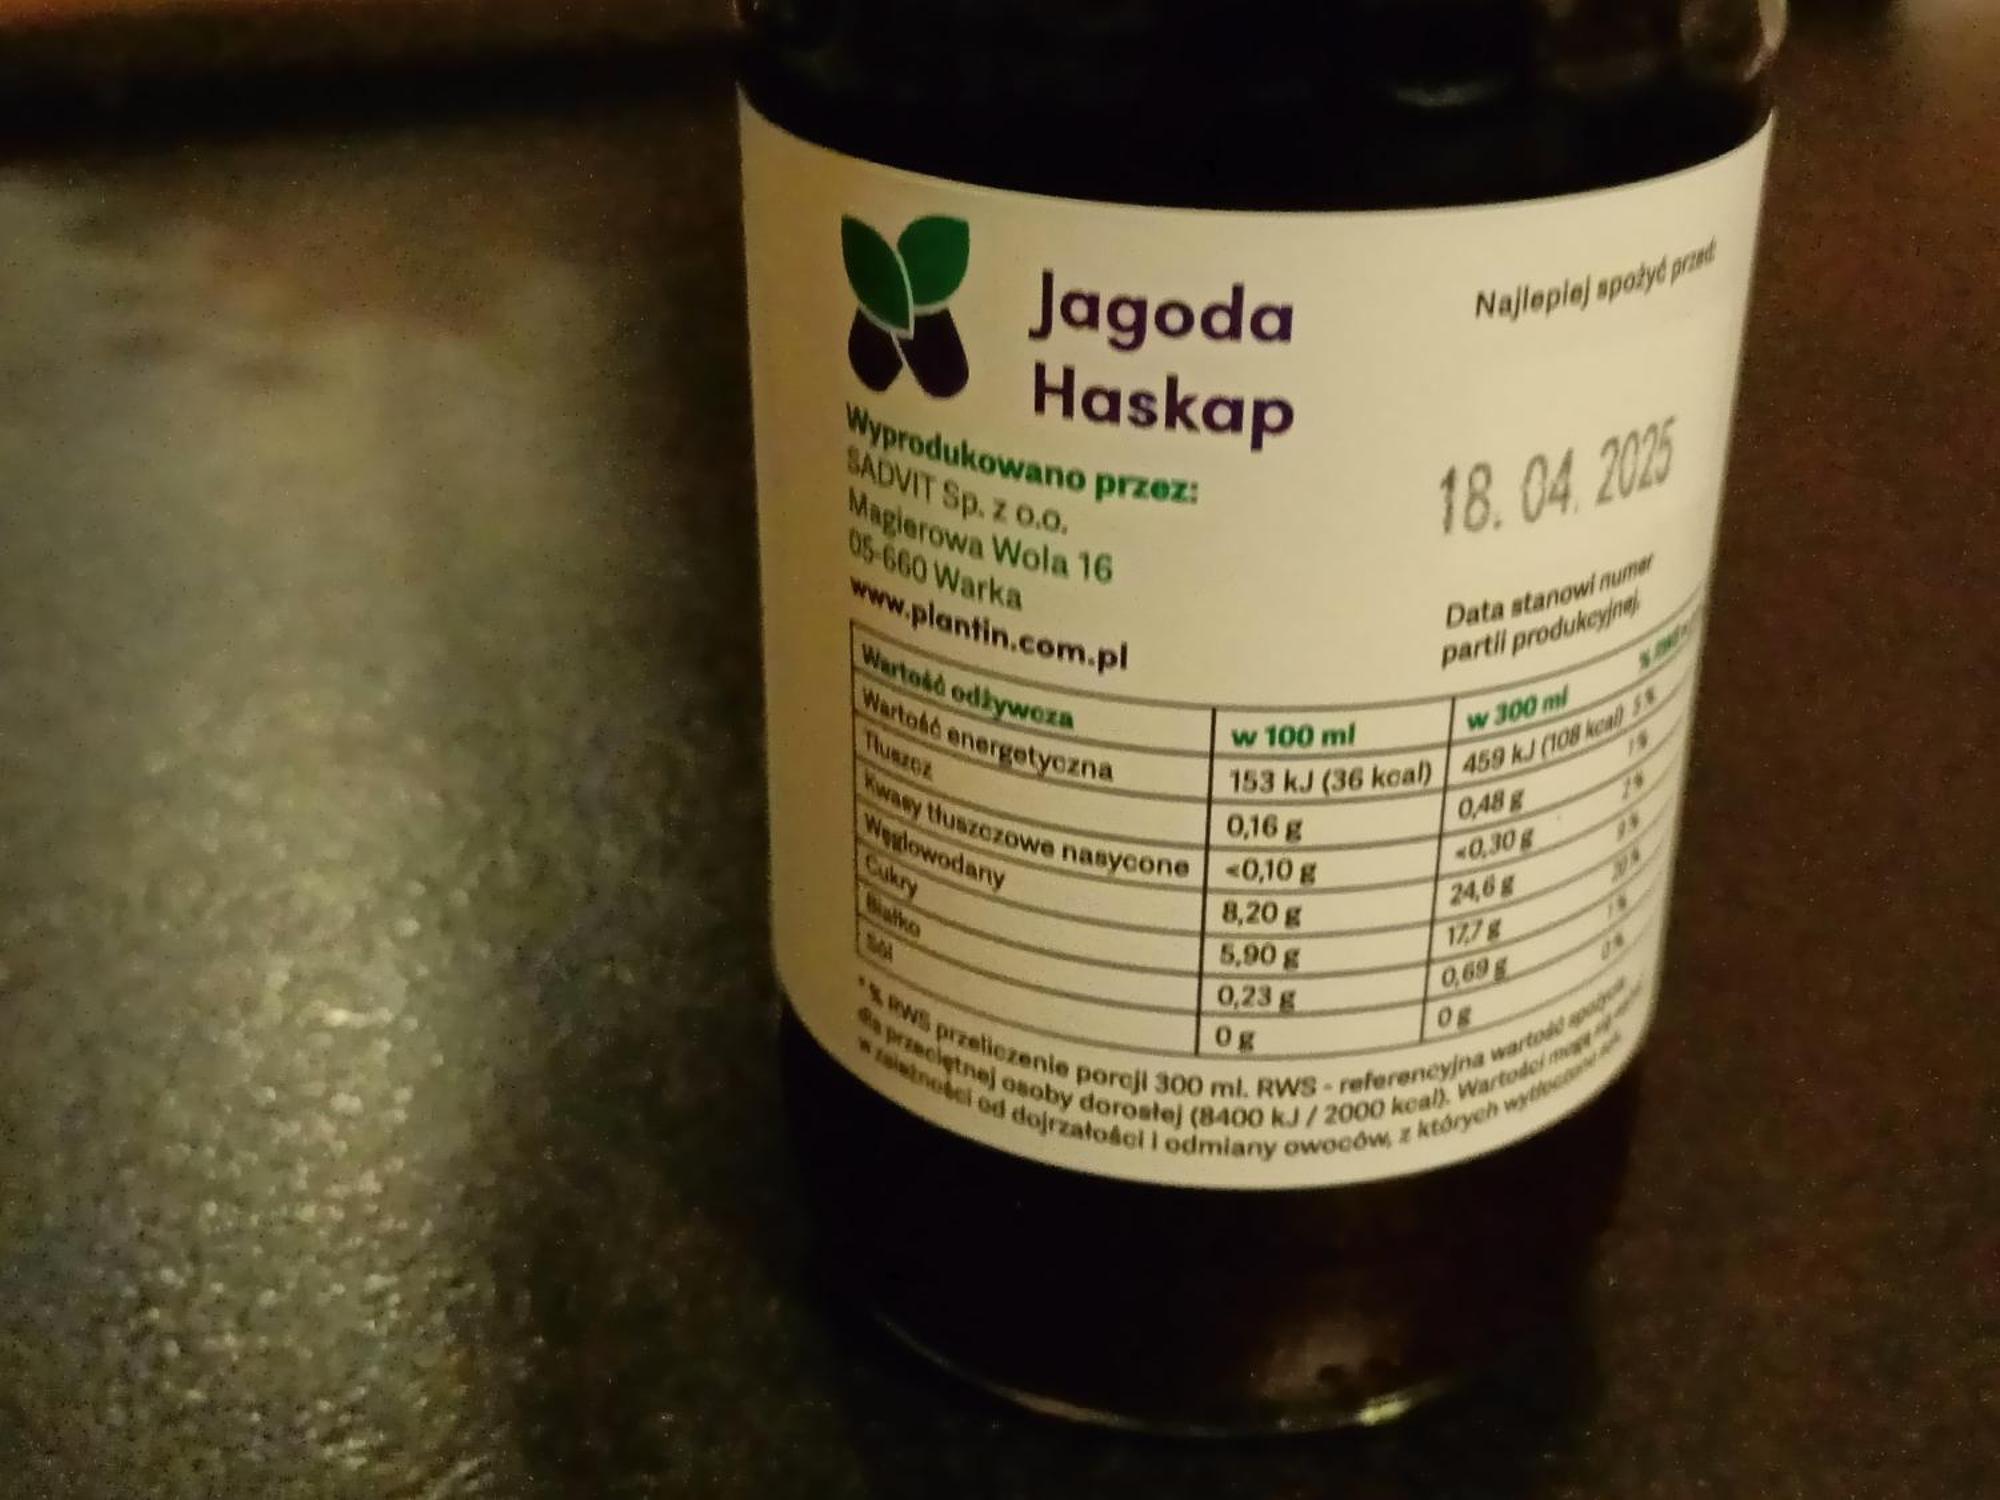 Jagoda
Haskap
Najlepiej spożyć przed:
18. 04. 2025
Data stanowi numer
partii produkcyjnej.
Wyprodukowano przez:
SADVIT Sp. z o.o.
Magierowa Wola 16
05-660 Warka
www.plantin.com.pl
Wartość odżywcza w 100 ml w 300 ml %
Wartość energetyczna 153 kJ (36 kcal) 459 kJ (108 kcal) 5%
Tłuszcz 0,16 g 0,48 g 1%
Kwasy tłuszczowe nasycone <0,10 g <0,30 g 2%
Węglowodany 8,20 g 24,6 g 9%
Cukry 5,90 g 17,7 g 20%
Białko 0,23 g 0,69 g 1%
Sól 0 g 0 g 0%
* % RWS przeliczenie porcji 300 ml. RWS - referencyjna wartość spożycia
dla przeciętnej osoby dorosłej (8400 kJ / 2000 kcal). Wartości mogą się
w zależności od dojrzałości i odmiany owoców, z których